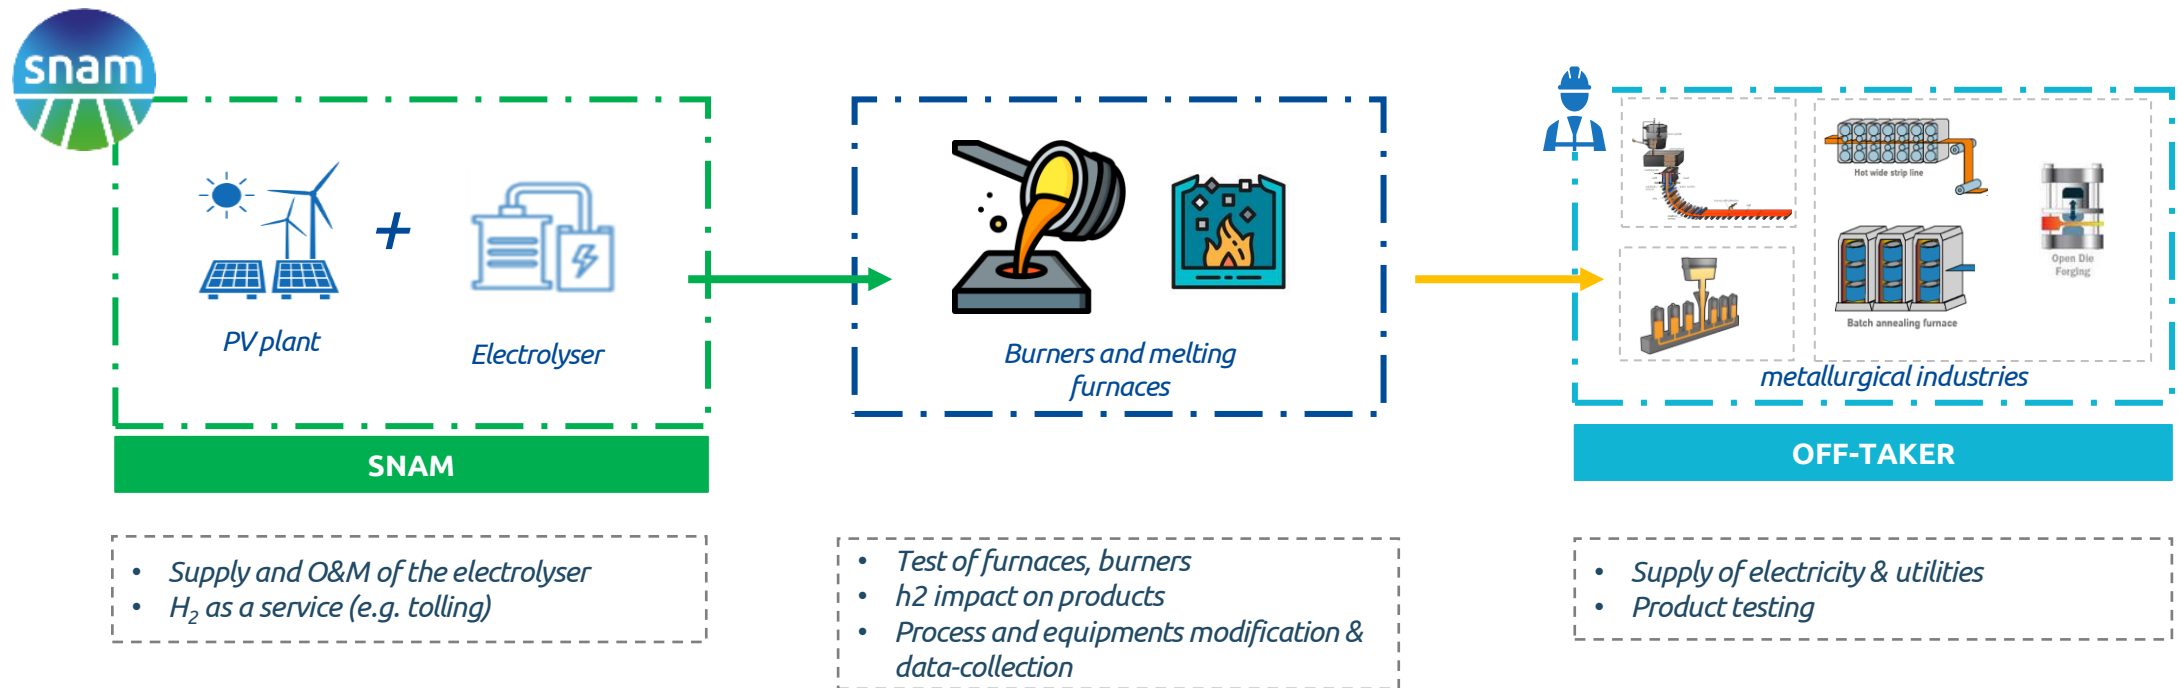 snam
PV plant
+
Electrolyser
SNAM
• Supply and O&M of the electrolyser
• H₂ as a service (e.g. tolling)
Burners and melting
furnaces
• Test of furnaces, burners
• h2 impact on products
• Process and equipments modification &
data-collection
Hot wide strip line
Open Die
Forging
Batch annealing furnace
metallurgical industries
OFF-TAKER
• Supply of electricity & utilities
• Product testing